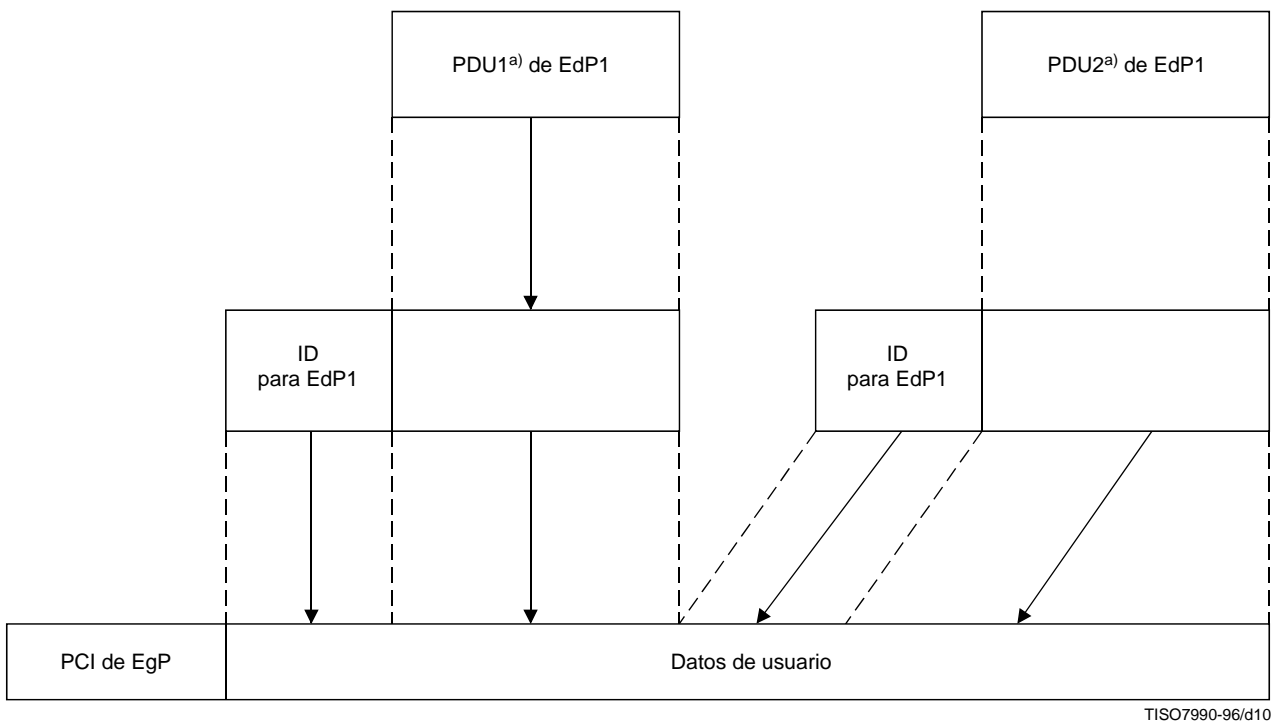 PDU1a) de EdP1
PDU2a) de EdP1
ID
para EdP1
ID
para EdP1
PCI de EgP
Datos de usuario
TISO7990-96/d10